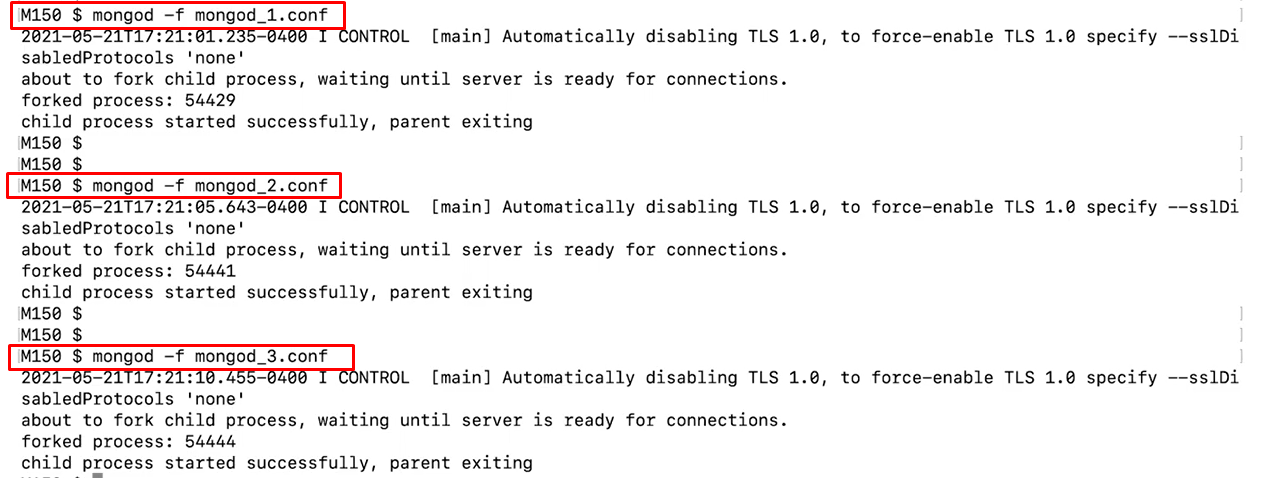 M150 $ mongod -f mongod_1.conf
2021-05-21T17:21:01.235-0400 I CONTROL  [main] Automatically disabling TLS 1.0, to force-enable TLS 1.0 specify --sslDi
sabledProtocols 'none'
about to fork child process, waiting until server is ready for connections.
forked process: 54429
child process started successfully, parent exiting
M150 $
M150 $
M150 $ mongod -f mongod_2.conf
2021-05-21T17:21:05.643-0400 I CONTROL  [main] Automatically disabling TLS 1.0, to force-enable TLS 1.0 specify --sslDi
sabledProtocols 'none'
about to fork child process, waiting until server is ready for connections.
forked process: 54441
child process started successfully, parent exiting
M150 $
M150 $
M150 $ mongod -f mongod_3.conf
2021-05-21T17:21:10.455-0400 I CONTROL  [main] Automatically disabling TLS 1.0, to force-enable TLS 1.0 specify --sslDi
sabledProtocols 'none'
about to fork child process, waiting until server is ready for connections.
forked process: 54444
child process started successfully, parent exiting